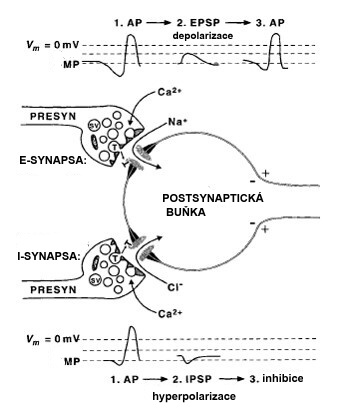 1. AP → 2. EPSP → 3. AP
depolarizace
Vm = 0 mV
MP
Ca2+
PRESYN
Na+
SV
T
E-SYNAPSA:
+
-
POSTSYNAPTICKÁ
BUŇKA
-
+
I-SYNAPSA:
T
SV
Cl-
PRESYN
Ca2+
Vm = 0 mV
MP
1. AP → 2. IPSP → 3. inhibice
hyperpolarizace